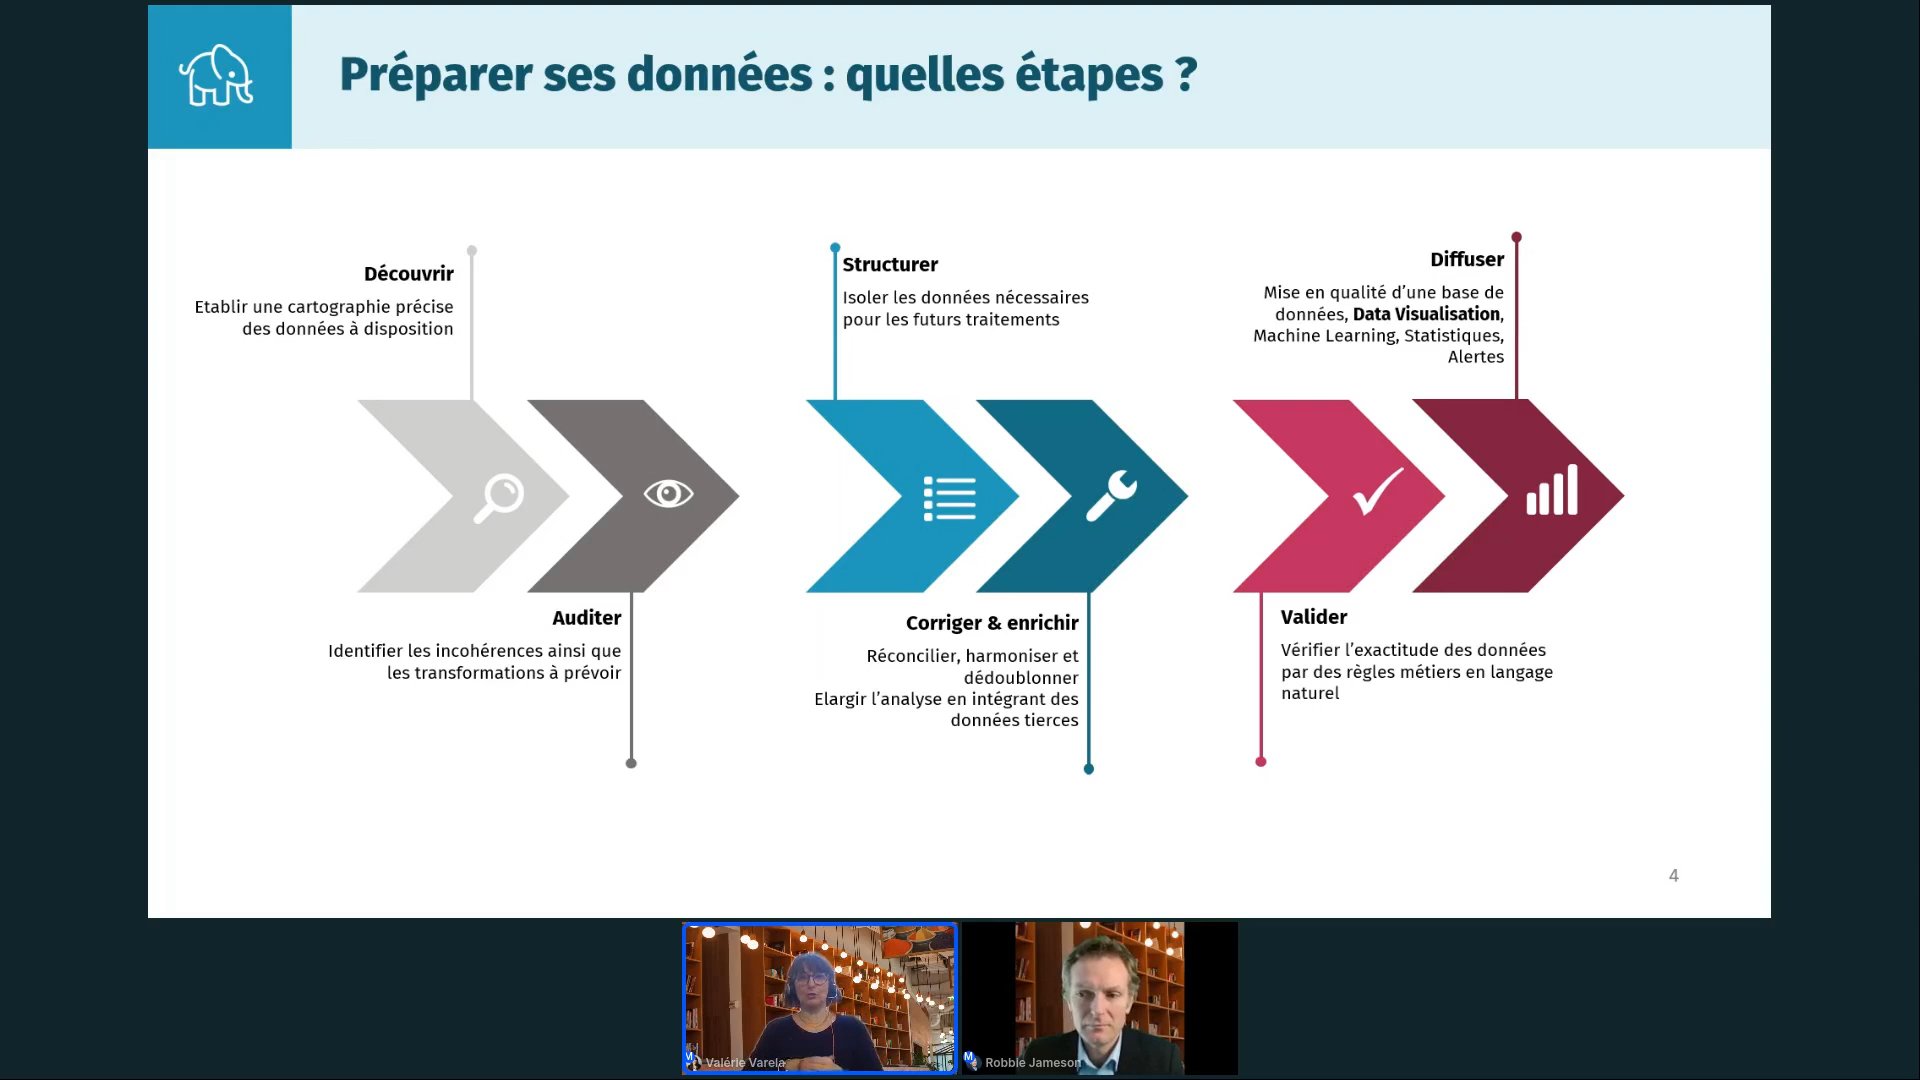 Préparer ses données : quelles étapes ?
Découvrir
Etablir une cartographie précise
des données à disposition
Structurer
Isoler les données nécessaires
pour les futurs traitements
Diffuser
Mise en qualité d’une base de
données, Data Visualisation,
Machine Learning, Statistiques,
Alertes
Auditer
Identifier les incohérences ainsi que
les transformations à prévoir
Corriger & enrichir
Réconcilier, harmoniser et
dédoublonner
Elargir l’analyse en intégrant des
données tierces
Valider
Vérifier l’exactitude des données
par des règles métiers en langage
naturel
4
M Valérie Varela
M Robbie Jameson